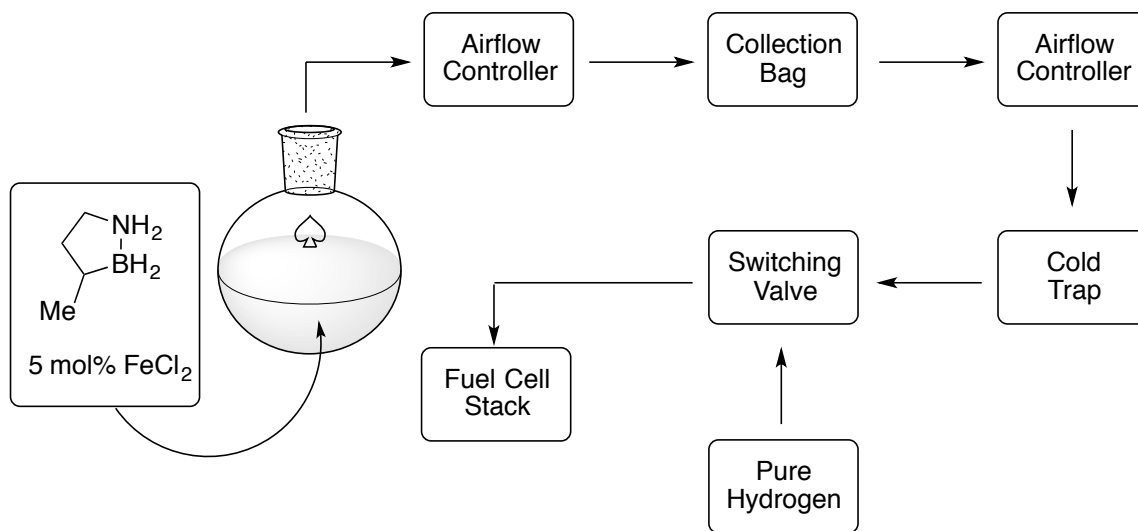 NH₂
BH₂
Me
5 mol% FeCl₂
Airflow
Controller
Collection
Bag
Airflow
Controller
Cold
Trap
Switching
Valve
Fuel Cell
Stack
Pure
Hydrogen